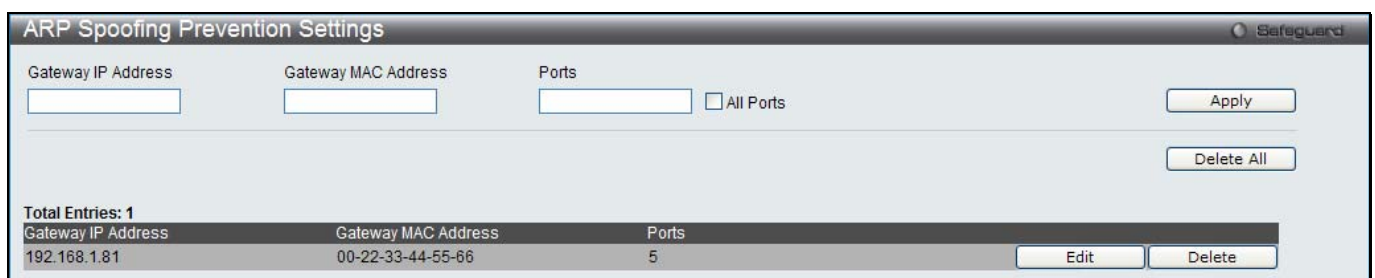 ARP Spoofing Prevention Settings
Safeguard
Gateway IP Address Gateway MAC Address Ports
All Ports Apply
Delete All
Total Entries: 1
Gateway IP Address Gateway MAC Address Ports
192.168.1.81 00-22-33-44-55-66 5 Edit Delete